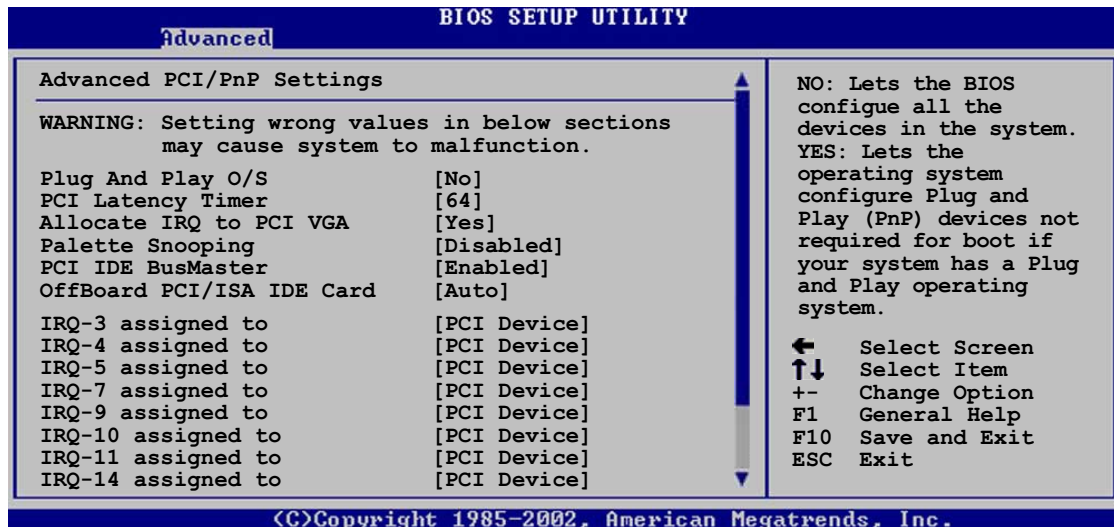 BIOS SETUP UTILITY
Advanced
Advanced PCI/PnP Settings
WARNING: Setting wrong values in below sections
may cause system to malfunction.
Plug And Play O/S [No]
PCI Latency Timer [64]
Allocate IRQ to PCI VGA [Yes]
Palette Snooping [Disabled]
PCI IDE BusMaster [Enabled]
OffBoard PCI/ISA IDE Card [Auto]
IRQ-3 assigned to [PCI Device]
IRQ-4 assigned to [PCI Device]
IRQ-5 assigned to [PCI Device]
IRQ-7 assigned to [PCI Device]
IRQ-9 assigned to [PCI Device]
IRQ-10 assigned to [PCI Device]
IRQ-11 assigned to [PCI Device]
IRQ-14 assigned to [PCI Device]
NO: Lets the BIOS
configue all the
devices in the system.
YES: Lets the
operating system
configure Plug and
Play (PnP) devices not
required for boot if
your system has a Plug
and Play operating
system.
← Select Screen
↑↓ Select Item
+- Change Option
F1 General Help
F10 Save and Exit
ESC Exit
(C)Copyright 1985-2002, American Megatrends, Inc.